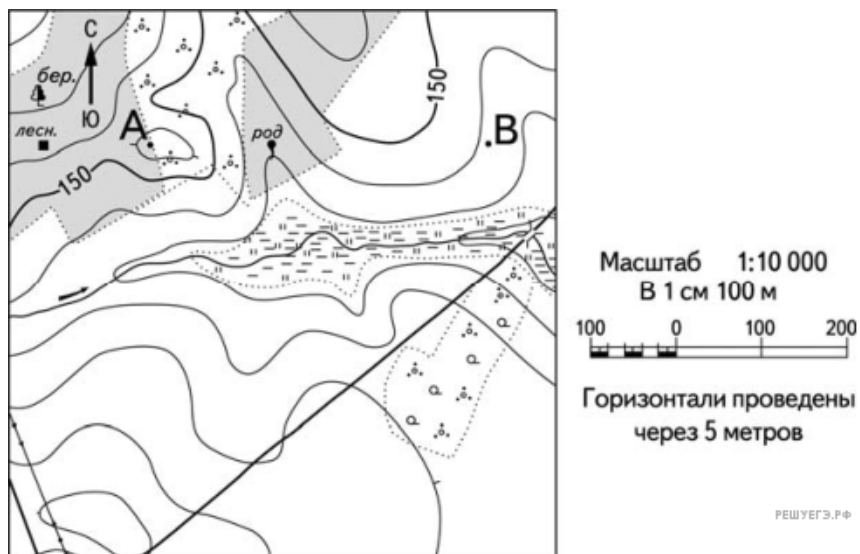 С
бер.
Ю
лесн.
А
род
В
150
150
Масштаб 1:10 000
В 1 см 100 м
100 0 100 200
Горизонтали проведены
через 5 метров
РЕШУЕГЭ.РФ